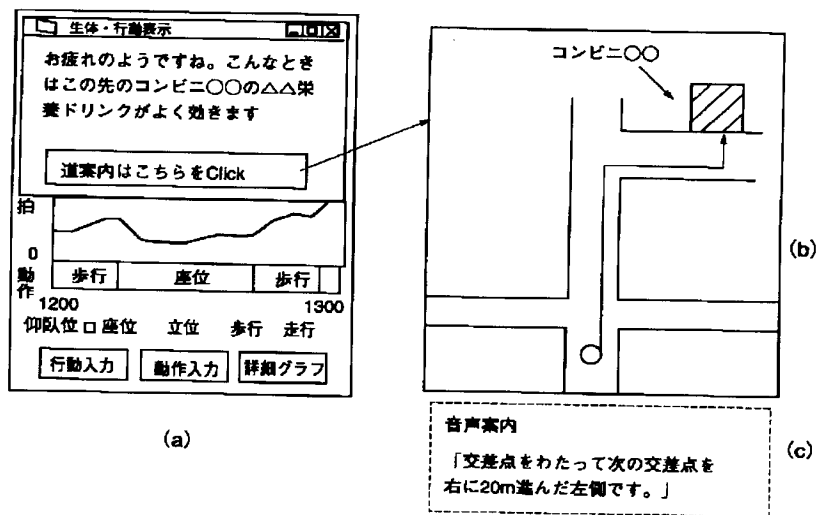 生体・行動表示
お疲れのようですね。こんなとき
はこの先のコンビニ〇〇の△△栄
養ドリンクがよく効きます
道案内はこちらをClick
拍
0
動作
歩行 座位 歩行
1200 1300
仰臥位 座位 立位 歩行 走行
行動入力 動作入力 詳細グラフ
(a)
コンビニ〇〇
(b)
音声案内
「交差点をわたって次の交差点を
右に20m進んだ左側です。」
(c)